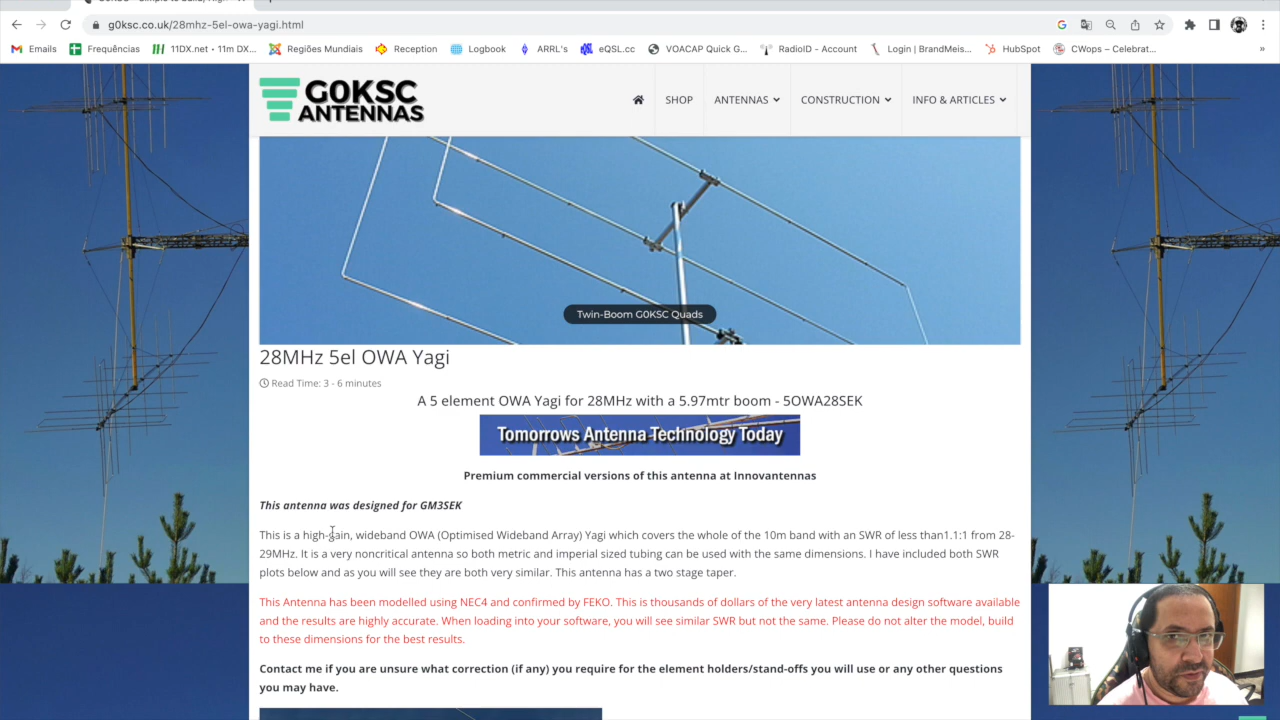 g0ksc.co.uk/28mhz-5el-owa-yagi.html
Emails Frequências 11DX.net - 11m DX... Regiões Mundiais Reception Logbook ARRL's eQSL.cc VOACAP Quick G... RadioID - Account Login | BrandMeis... HubSpot CWops – Celebrat... »
G0KSC
ANTENNAS
SHOP ANTENNAS CONSTRUCTION INFO & ARTICLES
Twin-Boom G0KSC Quads
28MHz 5el OWA Yagi
Read Time: 3 - 6 minutes
A 5 element OWA Yagi for 28MHz with a 5.97mtr boom - 5OWA28SEK
Tomorrows Antenna Technology Today
Premium commercial versions of this antenna at Innovantennas
This antenna was designed for GM3SEK
This is a high-gain, wideband OWA (Optimised Wideband Array) Yagi which covers the whole of the 10m band with an SWR of less than1.1:1 from 28-
29MHz. It is a very noncritical antenna so both metric and imperial sized tubing can be used with the same dimensions. I have included both SWR
plots below and as you will see they are both very similar. This antenna has a two stage taper.
This Antenna has been modelled using NEC4 and confirmed by FEKO. This is thousands of dollars of the very latest antenna design software available
and the results are highly accurate. When loading into your software, you will see similar SWR but not the same. Please do not alter the model, build
to these dimensions for the best results.
Contact me if you are unsure what correction (if any) you require for the element holders/stand-offs you will use or any other questions
you may have.